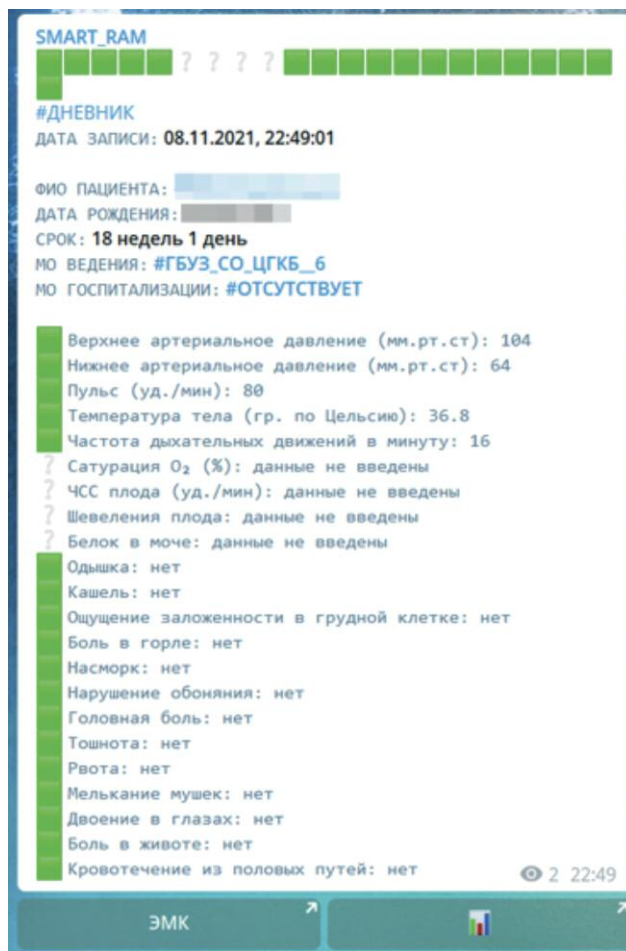 SMART_RAM
? ? ? ?
#ДНЕВНИК
ДАТА ЗАПИСИ: 08.11.2021, 22:49:01
ФИО ПАЦИЕНТА:
ДАТА РОЖДЕНИЯ:
СРОК: 18 недель 1 день
МО ВЕДЕНИЯ: #ГБУЗ_СО_ЦГКБ__6
МО ГОСПИТАЛИЗАЦИИ: #ОТСУТСТВУЕТ
Верхнее артериальное давление (мм.рт.ст): 104
Нижнее артериальное давление (мм.рт.ст): 64
Пульс (уд./мин): 80
Температура тела (гр. по Цельсию): 36.8
Частота дыхательных движений в минуту: 16
? Сатурация O₂ (%): данные не введены
? ЧСС плода (уд./мин): данные не введены
? Шевеления плода: данные не введены
? Белок в моче: данные не введены
Одышка: нет
Кашель: нет
Ощущение заложенности в грудной клетке: нет
Боль в горле: нет
Насморк: нет
Нарушение обоняния: нет
Головная боль: нет
Тошнота: нет
Рвота: нет
Мелькание мушек: нет
Двоение в глазах: нет
Боль в животе: нет
Кровотечение из половых путей: нет
2 22:49
ЭМК